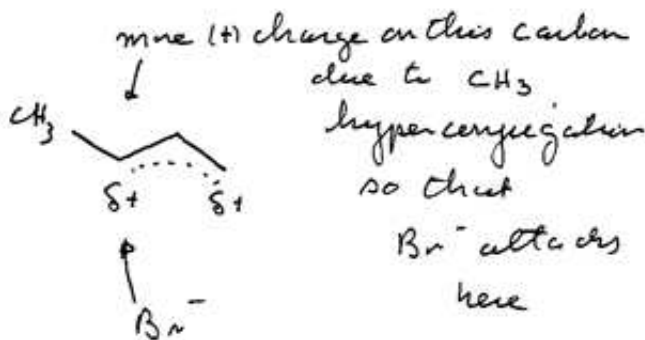 more (+) charge on this carbon
due to CH3
hyperconjugation
so that
Br⁻ attacks
here
CH3
δ+ δ+
Br⁻